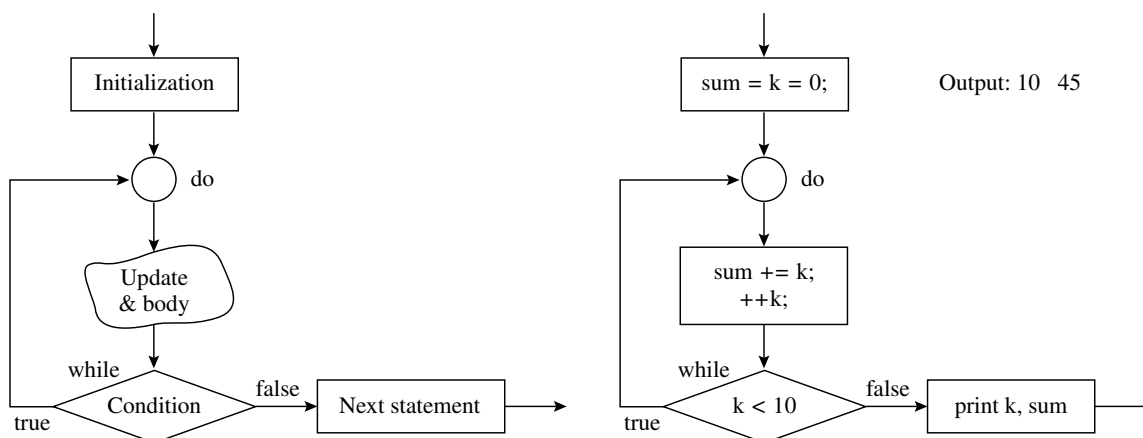 Initialization
do
Update
& body
while
Condition
true
false
Next statement
sum = k = 0;
Output: 10 45
do
sum += k;
++k;
while
k < 10
true
false
print k, sum